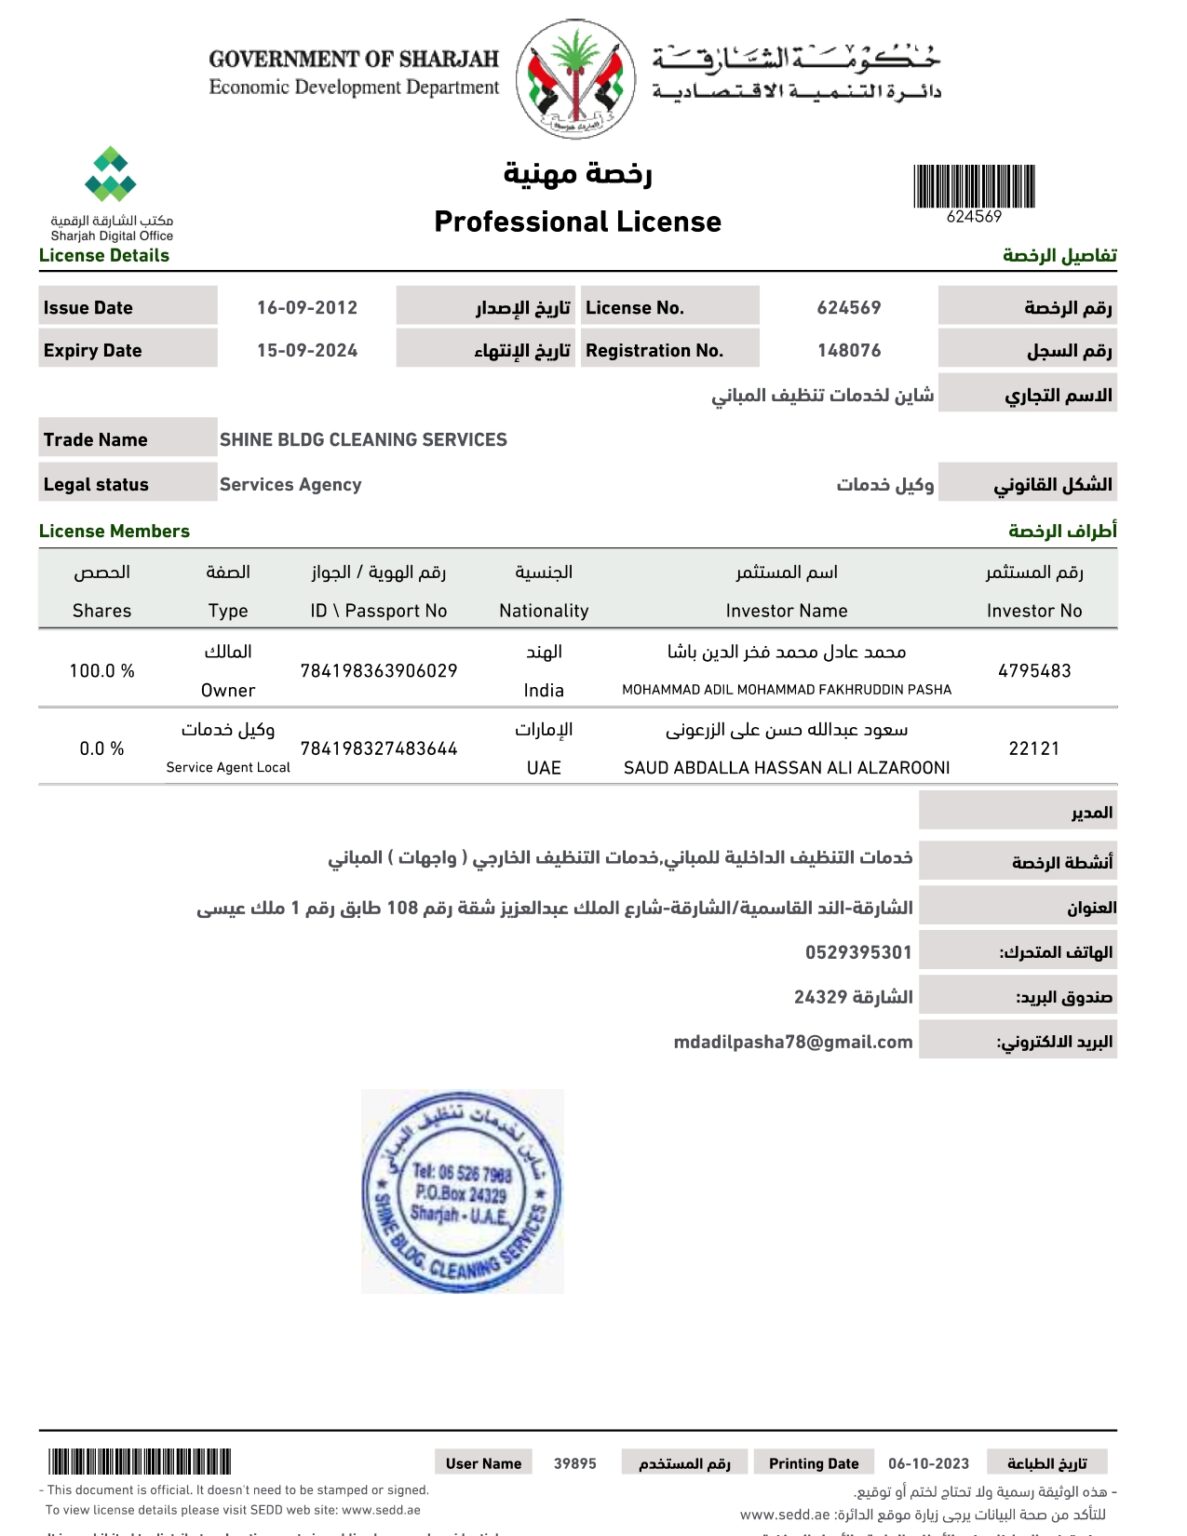 GOVERNMENT OF SHARJAH
Economic Development Department
حكومة الشارقة
دائرة التنمية الاقتصادية
مكتب الشارقة الرقمية
Sharjah Digital Office
رخصة مهنية
Professional License
624569
License Details تفاصيل الرخصة
Issue Date 16-09-2012 تاريخ الإصدار License No. 624569 رقم الرخصة
Expiry Date 15-09-2024 تاريخ الإنتهاء Registration No. 148076 رقم السجل
الاسم التجاري شاين لخدمات تنظيف المباني
Trade Name SHINE BLDG CLEANING SERVICES
Legal status Services Agency وكيل خدمات الشكل القانوني
License Members أطراف الرخصة
الحصص الصفة رقم الهوية / الجواز الجنسية اسم المستثمر رقم المستثمر
Shares Type ID \ Passport No Nationality Investor Name Investor No
المالك الهند محمد عادل محمد فخر الدين باشا
100.0 % 784198363906029 4795483
Owner India MOHAMMAD ADIL MOHAMMAD FAKHRUDDIN PASHA
وكيل خدمات الإمارات سعود عبدالله حسن على الزرعونى
0.0 % 784198327483644 22121
Service Agent Local UAE SAUD ABDALLA HASSAN ALI ALZAROONI
المدير
أنشطة الرخصة خدمات التنظيف الداخلية للمباني,خدمات التنظيف الخارجي ( واجهات ) المباني
العنوان الشارقة-الند القاسمية/الشارقة-شارع الملك عبدالعزيز شقة رقم 108 طابق رقم 1 ملك عيسى
الهاتف المتحرك: 0529395301
صندوق البريد: الشارقة 24329
البريد الالكتروني: mdadilpasha78@gmail.com
شاين لخدمات تنظيف المباني
Tel: 06 526 7968
P.O.Box 24329
Sharjah - U.A.E.
SHINE BLDG. CLEANING SERVICES
User Name 39895 رقم المستخدم Printing Date 06-10-2023 تاريخ الطباعة
- This document is official. It doesn't need to be stamped or signed.
To view license details please visit SEDD web site: www.sedd.ae
- هذه الوثيقة رسمية ولا تحتاج لختم أو توقيع.
للتأكد من صحة البيانات يرجى زيارة موقع الدائرة: www.sedd.ae